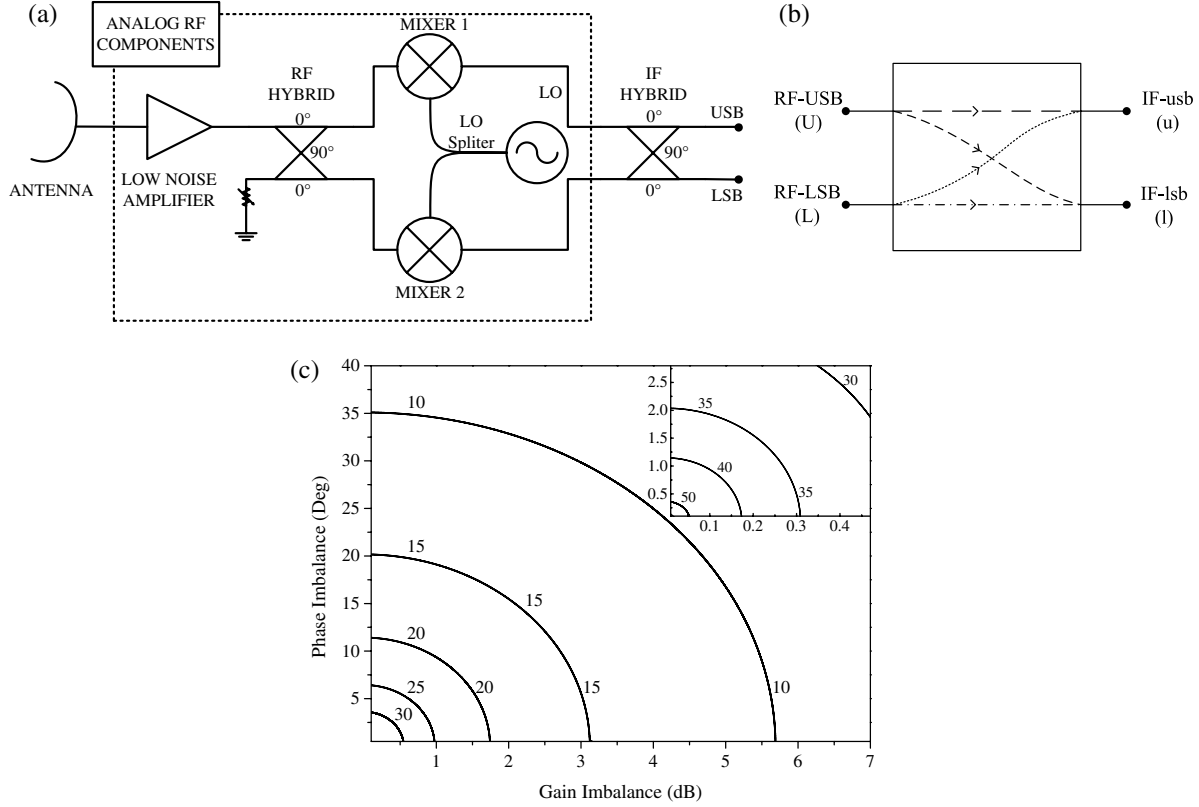 (a)
ANALOG RF
COMPONENTS
MIXER 1
RF
HYBRID
0°
90°
0°
LO
LO
Spliter
IF
HYBRID
0°
90°
0°
USB
LSB
ANTENNA
LOW NOISE
AMPLIFIER
MIXER 2
(b)
RF-USB
(U)
RF-LSB
(L)
IF-usb
(u)
IF-lsb
(l)
(c)
Phase Imbalance (Deg)
40
35
30
25
20
15
10
5
10
15
15
20
20
25
30
15
10
2.5
2.0
1.5
1.0
0.5
30
35
40
35
50
0.1
0.2
0.3
0.4
1
2
3
4
5
6
7
Gain Imbalance (dB)